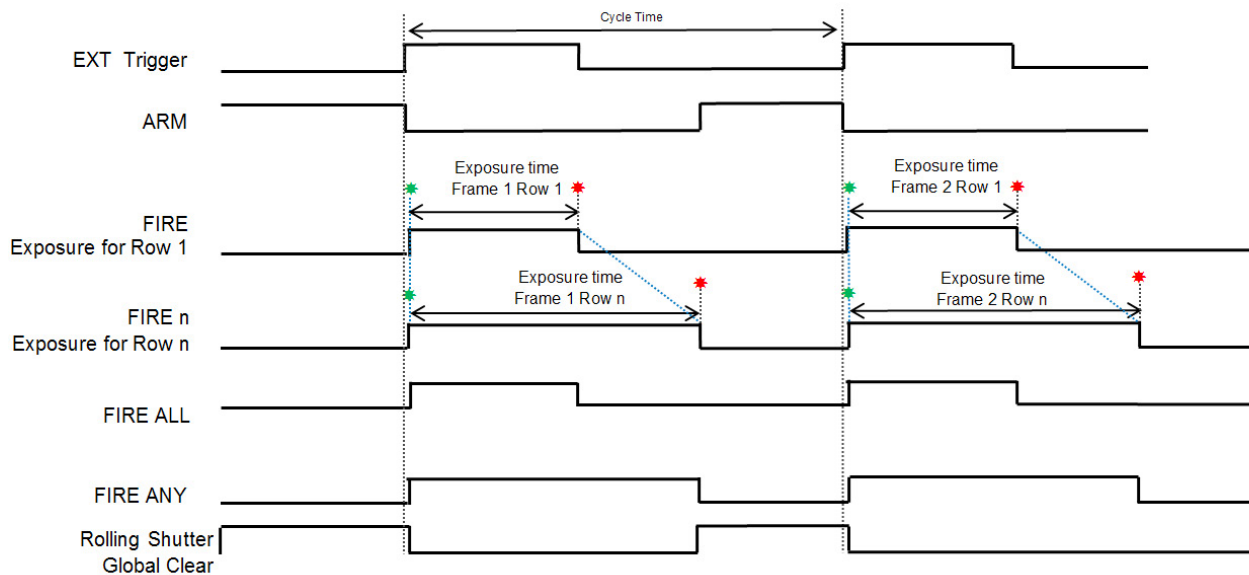 Cycle Time
EXT Trigger
ARM
Exposure time
Frame 1 Row 1
Exposure time
Frame 2 Row 1
FIRE
Exposure for Row 1
Exposure time
Frame 1 Row n
Exposure time
Frame 2 Row n
FIRE n
Exposure for Row n
FIRE ALL
FIRE ANY
Rolling Shutter
Global Clear